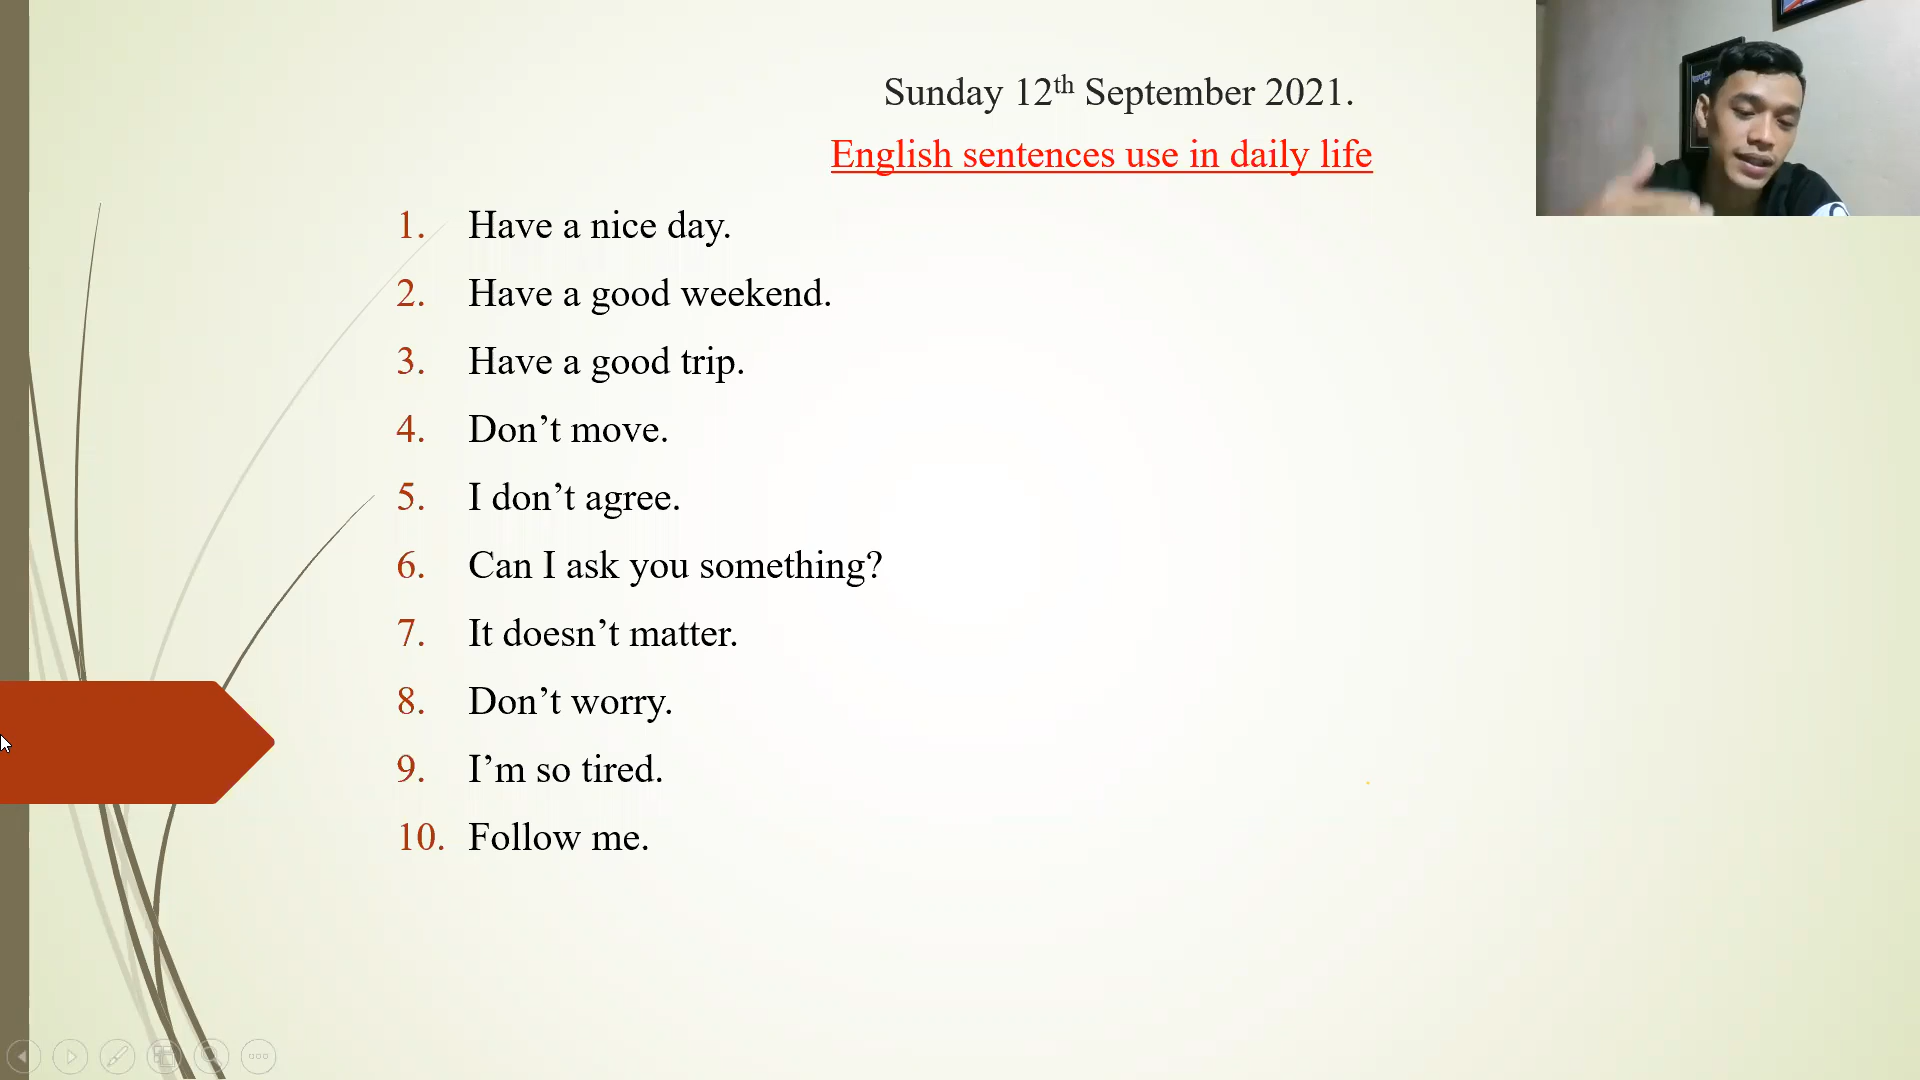 Sunday 12th September 2021.
English sentences use in daily life
1. Have a nice day.
2. Have a good weekend.
3. Have a good trip.
4. Don’t move.
5. I don’t agree.
6. Can I ask you something?
7. It doesn’t matter.
8. Don’t worry.
9. I’m so tired.
10. Follow me.